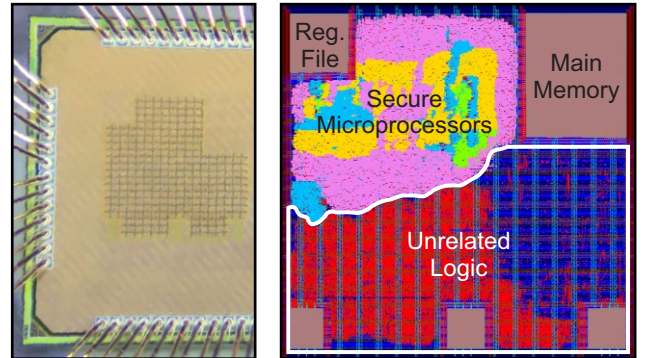 Reg.
File
Main
Memory
Secure
Microprocessors
Unrelated
Logic